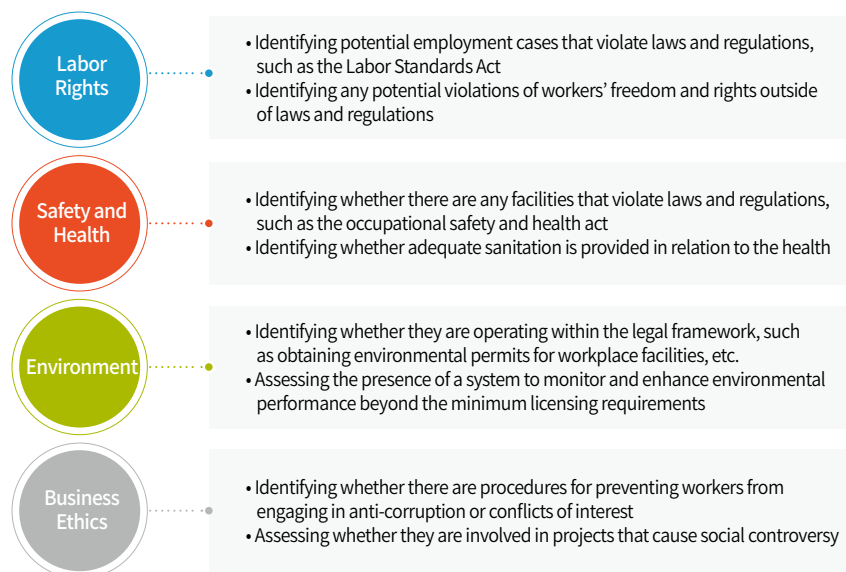 Labor
Rights
• Identifying potential employment cases that violate laws and regulations,
such as the Labor Standards Act
• Identifying any potential violations of workers' freedom and rights outside
of laws and regulations
Safety and
Health
• Identifying whether there are any facilities that violate laws and regulations,
such as the occupational safety and health act
• Identifying whether adequate sanitation is provided in relation to the health
Environment
• Identifying whether they are operating within the legal framework, such
as obtaining environmental permits for workplace facilities, etc.
• Assessing the presence of a system to monitor and enhance environmental
performance beyond the minimum licensing requirements
Business
Ethics
• Identifying whether there are procedures for preventing workers from
engaging in anti-corruption or conflicts of interest
• Assessing whether they are involved in projects that cause social controversy